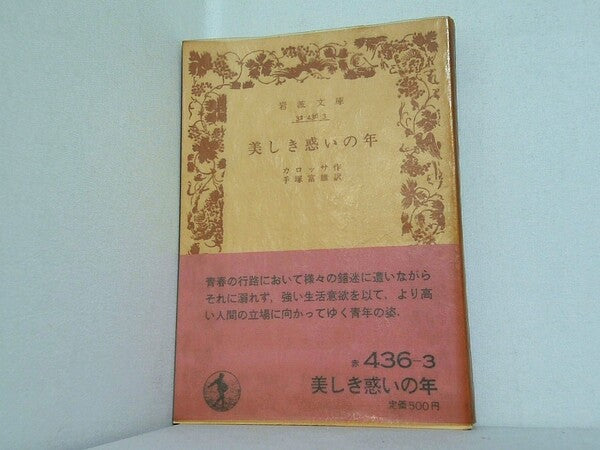 岩波文庫
32-436-3
美しき惑いの年
カロッサ作
手塚富雄訳
青春の行路において様々の錯迷に遭いながら
それに溺れず、強い生活意欲を以て、より高
い人間の立場に向かってゆく青年の姿.
赤 436-3
美しき惑いの年
定価500円